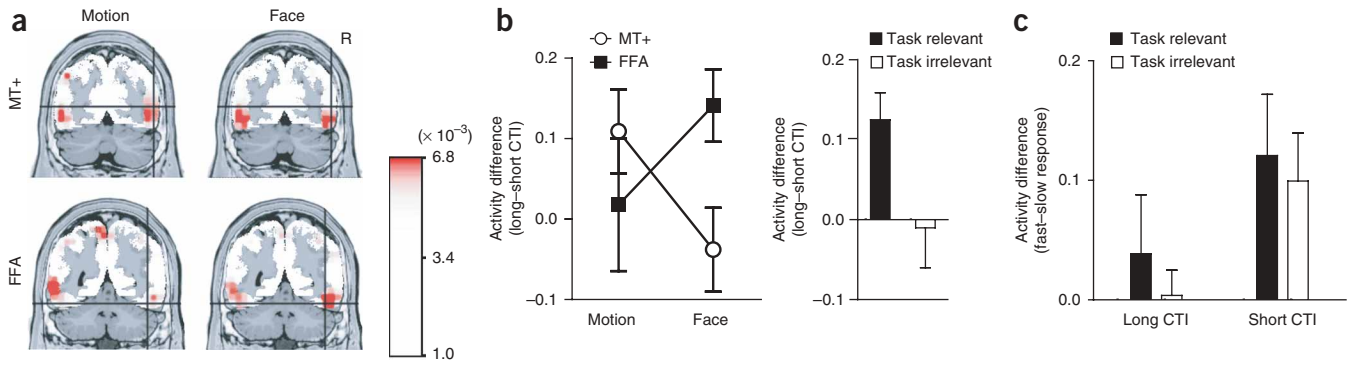 a
Motion
Face
R
MT+
FFA
(× 10⁻³)
6.8
3.4
1.0
b
MT+
FFA
Activity difference
(long–short CTI)
0.2
0.1
0.0
–0.1
Motion
Face
Task relevant
Task irrelevant
Activity difference
(long–short CTI)
0.2
0.1
0.0
–0.1
c
Task relevant
Task irrelevant
Activity difference
(fast–slow response)
0.2
0.1
0.0
Long CTI
Short CTI